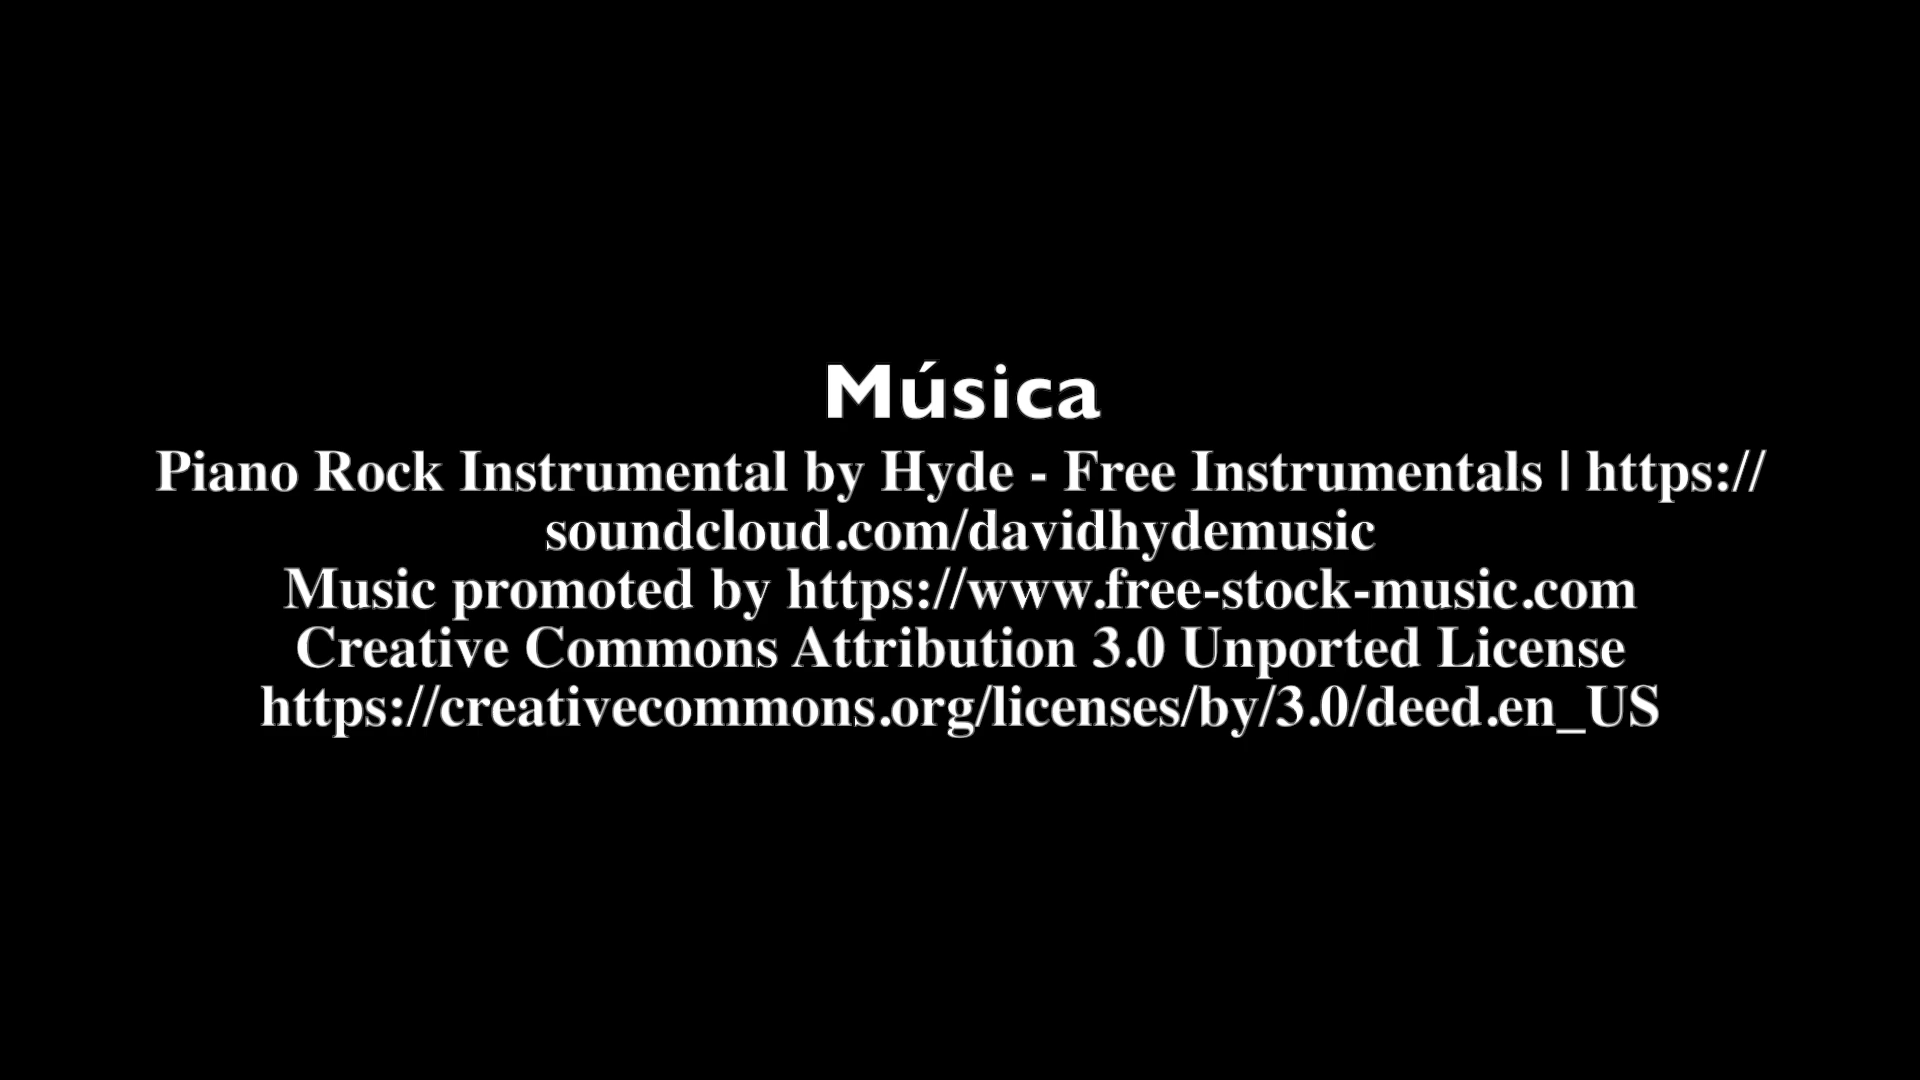 Música
Piano Rock Instrumental by Hyde - Free Instrumentals | https://
soundcloud.com/davidhydemusic
Music promoted by https://www.free-stock-music.com
Creative Commons Attribution 3.0 Unported License
https://creativecommons.org/licenses/by/3.0/deed.en_US